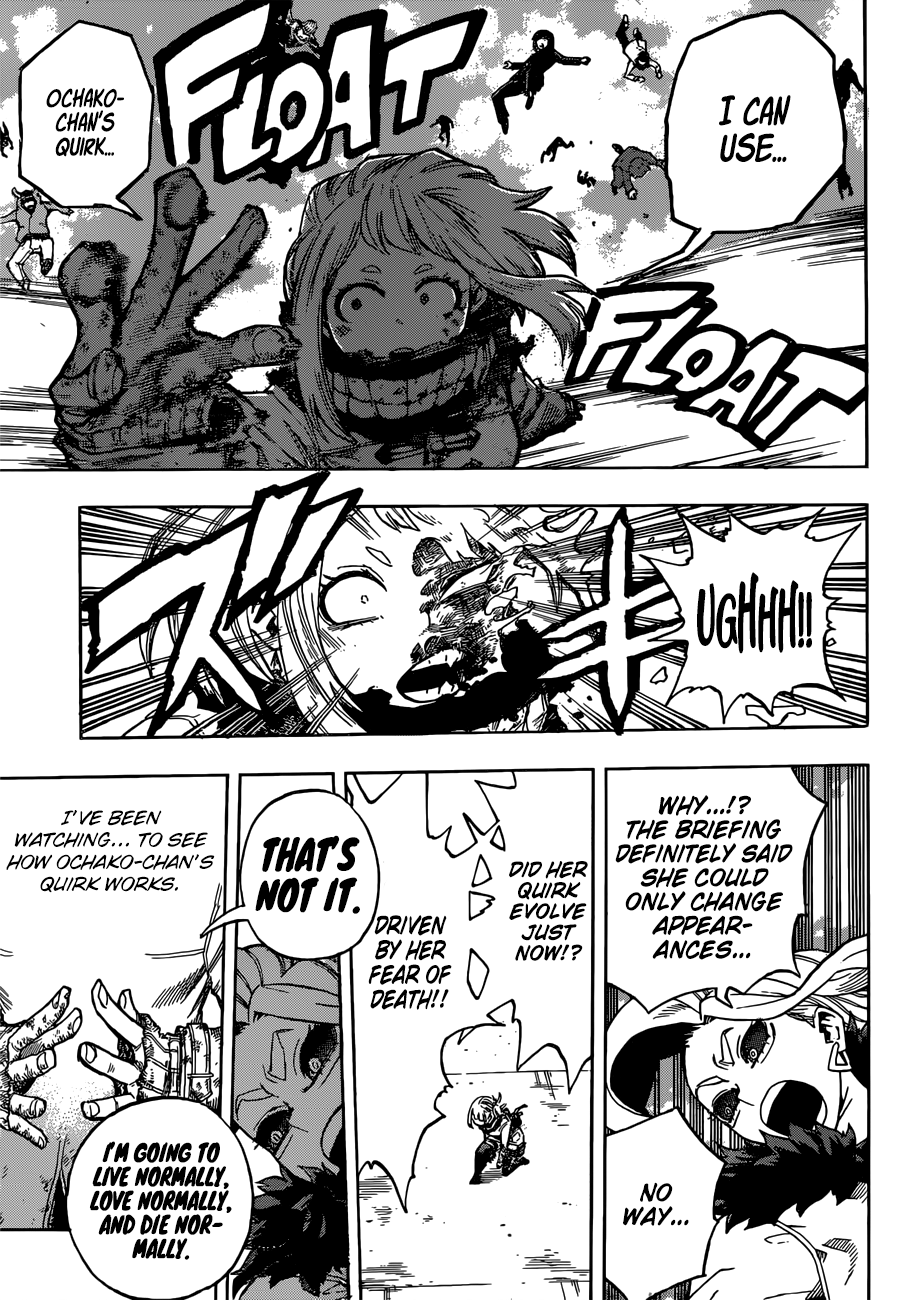 I CAN
USE...
FLOAT
OCHAKO-
CHAN'S
QUIRK...
FLOAT
UGHHH!!
ズキ
WHY...!?
THE BRIEFING
DEFINITELY SAID
SHE COULD
ONLY CHANGE
APPEAR-
ANCES...
NO
WAY...
DID HER
QUIRK
EVOLVE
JUST
NOW!?
DRIVEN
BY HER
FEAR OF
DEATH!!
THAT'S
NOT IT.
I'VE BEEN
WATCHING... TO SEE
HOW OCHAKO-CHAN'S
QUIRK WORKS.
I'M GOING TO
LIVE NORMALLY,
LOVE NORMALLY,
AND DIE NOR-
MALLY.